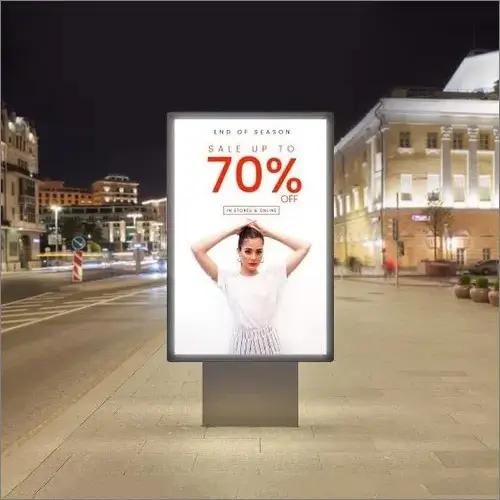 END OF SEASON
SALE UP TO
70%
OFF
IN STORES & ONLINE